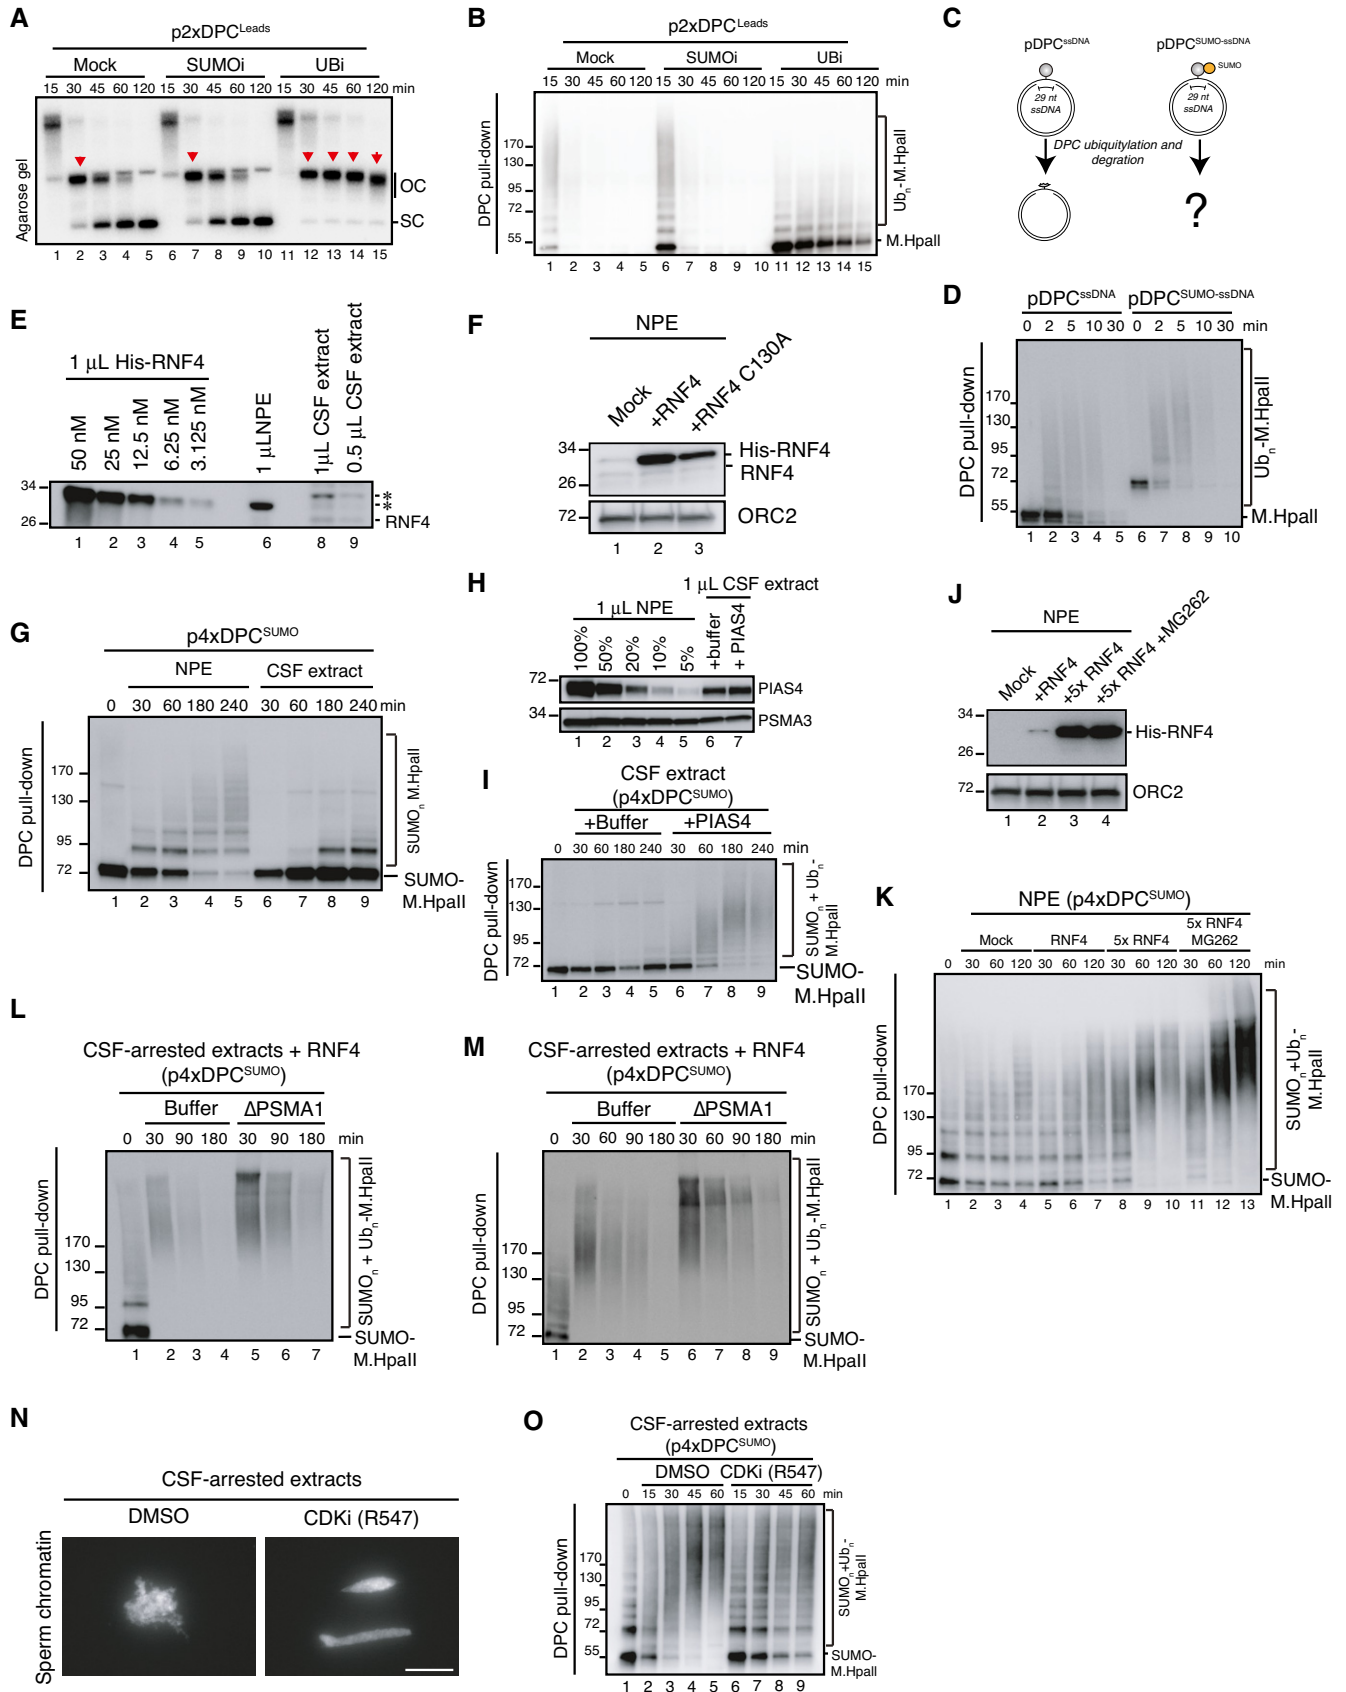 A
p2xDPC^Leads
Mock SUMOi UBi
15 30 45 60 120 15 30 45 60 120 15 30 45 60 120 min
Agarose gel
OC
SC
1 2 3 4 5 6 7 8 9 10 11 12 13 14 15
B
p2xDPC^Leads
Mock SUMOi UBi
15 30 45 60 120 15 30 45 60 120 15 30 45 60 120 min
DPC pull-down
170
130
95
72
55
Ub_n-M.HpaII
M.HpaII
1 2 3 4 5 6 7 8 9 10 11 12 13 14 15
C
pDPC^ssDNA pDPC^SUMO-ssDNA
SUMO
29 nt ssDNA 29 nt ssDNA
DPC ubiquitylation and
degration
?
D
pDPC^ssDNA pDPC^SUMO-ssDNA
0 2 5 10 30 0 2 5 10 30 min
DPC pull-down
170
130
95
72
55
Ub_n-M.HpaII
M.HpaII
1 2 3 4 5 6 7 8 9 10
E
1 μL His-RNF4
50 nM
25 nM
12.5 nM
6.25 nM
3.125 nM
1 μLNPE
1μL CSF extract
0.5 μL CSF extract
34
26
*
*
RNF4
1 2 3 4 5 6 8 9
F
NPE
Mock
+RNF4
+RNF4 C130A
34
26
72
His-RNF4
RNF4
ORC2
1 2 3
G
p4xDPC^SUMO
NPE CSF extract
0 30 60 180 240 30 60 180 240 min
DPC pull-down
170
130
95
72
SUMO_n M.HpaII
SUMO-
M.HpaII
1 2 3 4 5 6 7 8 9
H
1 μL CSF extract
1 μL NPE
100%
50%
20%
10%
5%
+buffer
+ PIAS4
72
34
PIAS4
PSMA3
1 2 3 4 5 6 7
I
CSF extract
(p4xDPC^SUMO)
+Buffer +PIAS4
0 30 60 180 240 30 60 180 240 min
DPC pull-down
170
130
95
72
SUMO_n + Ub_n-
M.HpaII
SUMO-
M.HpaII
1 2 3 4 5 6 7 8 9
J
NPE
Mock
+RNF4
+5x RNF4
+5x RNF4 +MG262
34
26
72
His-RNF4
ORC2
1 2 3 4
K
NPE (p4xDPC^SUMO)
5x RNF4
Mock RNF4 5x RNF4 MG262
0 30 60 120 30 60 120 30 60 120 30 60 120 min
DPC pull-down
170
130
95
72
SUMO_n+Ub_n-
M.HpaII
SUMO-
M.HpaII
1 2 3 4 5 6 7 8 9 10 11 12 13
L
CSF-arrested extracts + RNF4
(p4xDPC^SUMO)
Buffer ΔPSMA1
0 30 90 180 30 90 180 min
DPC pull-down
170
130
95
72
SUMO_n + Ub_n-M.HpaII
SUMO-
M.HpaII
1 2 3 4 5 6 7
M
CSF-arrested extracts + RNF4
(p4xDPC^SUMO)
Buffer ΔPSMA1
0 30 60 90 180 30 60 90 180 min
DPC pull-down
170
130
95
72
SUMO_n + Ub_n-M.HpaII
SUMO-
M.HpaII
1 2 3 4 5 6 7 8 9
N
CSF-arrested extracts
DMSO CDKi (R547)
Sperm chromatin
O
CSF-arrested extracts
(p4xDPC^SUMO)
DMSO CDKi (R547)
0 15 30 45 60 15 30 45 60 min
DPC pull-down
170
130
95
72
55
SUMO_n+Ub_n-
M.HpaII
SUMO-
M.HpaII
1 2 3 4 5 6 7 8 9